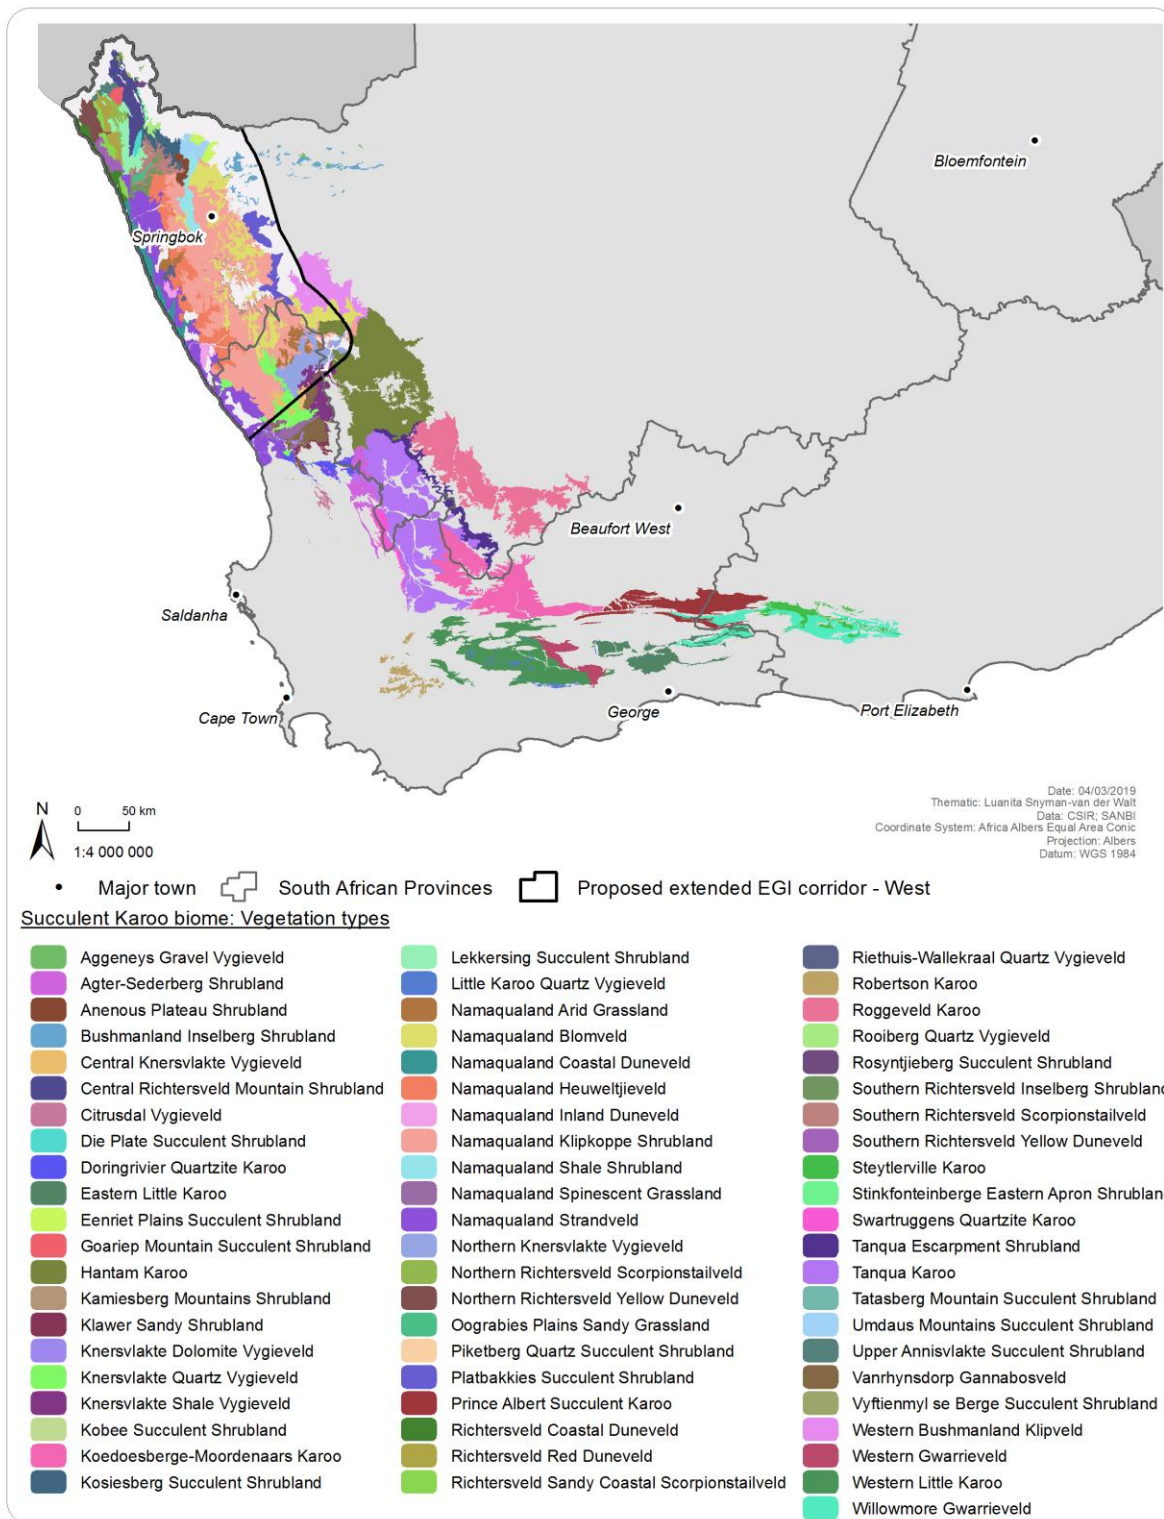 Bloemfontein
Springbok
Beaufort West
Saldanha
Cape Town
George
Port Elizabeth
Date: 04/03/2019
Thematic: Luanita Snyman-van der Walt
Data: CSIR; SANBI
Coordinate System: Africa Albers Equal Area Conic
Projection: Albers
Datum: WGS 1984
N
0 50 km
1:4 000 000
Major town South African Provinces Proposed extended EGI corridor - West
Succulent Karoo biome: Vegetation types
Aggeneys Gravel Vygieveld
Agter-Sederberg Shrubland
Anenous Plateau Shrubland
Bushmanland Inselberg Shrubland
Central Knersvlakte Vygieveld
Central Richtersveld Mountain Shrubland
Citrusdal Vygieveld
Die Plate Succulent Shrubland
Doringrivier Quartzite Karoo
Eastern Little Karoo
Eenriet Plains Succulent Shrubland
Goariep Mountain Succulent Shrubland
Hantam Karoo
Kamiesberg Mountains Shrubland
Klawer Sandy Shrubland
Knersvlakte Dolomite Vygieveld
Knersvlakte Quartz Vygieveld
Knersvlakte Shale Vygieveld
Kobee Succulent Shrubland
Koedoesberge-Moordenaars Karoo
Kosiesberg Succulent Shrubland
Lekkersing Succulent Shrubland
Little Karoo Quartz Vygieveld
Namaqualand Arid Grassland
Namaqualand Blomveld
Namaqualand Coastal Duneveld
Namaqualand Heuweltjieveld
Namaqualand Inland Duneveld
Namaqualand Klipkoppe Shrubland
Namaqualand Shale Shrubland
Namaqualand Spinescent Grassland
Namaqualand Strandveld
Northern Knersvlakte Vygieveld
Northern Richtersveld Scorpionstailveld
Northern Richtersveld Yellow Duneveld
Oograbies Plains Sandy Grassland
Piketberg Quartz Succulent Shrubland
Platbakkies Succulent Shrubland
Prince Albert Succulent Karoo
Richtersveld Coastal Duneveld
Richtersveld Red Duneveld
Richtersveld Sandy Coastal Scorpionstailveld
Riethuis-Wallekraal Quartz Vygieveld
Robertson Karoo
Roggeveld Karoo
Rooiberg Quartz Vygieveld
Rosyntjieberg Succulent Shrubland
Southern Richtersveld Inselberg Shrubland
Southern Richtersveld Scorpionstailveld
Southern Richtersveld Yellow Duneveld
Steytlerville Karoo
Stinkfonteinberge Eastern Apron Shrublan
Swartruggens Quartzite Karoo
Tanqua Escarpment Shrubland
Tanqua Karoo
Tatasberg Mountain Succulent Shrubland
Umdaus Mountains Succulent Shrubland
Upper Annisvlakte Succulent Shrubland
Vanrhynsdorp Gannabosveld
Vyftienmyl se Berge Succulent Shrubland
Western Bushmanland Klipveld
Western Gwarrieveld
Western Little Karoo
Willowmore Gwarrieveld